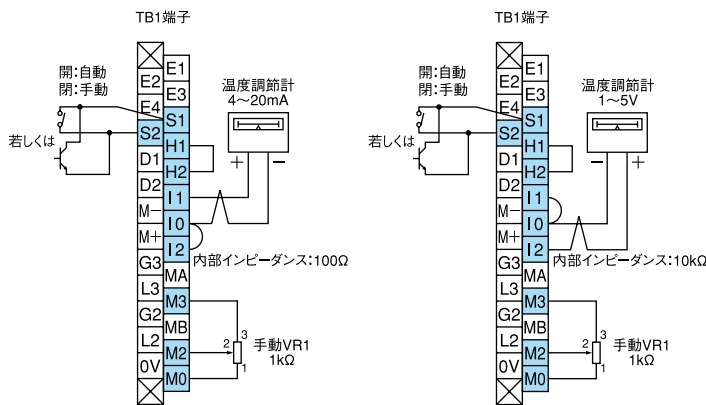 TB1端子
開:自動
閉:手動
若しくは
E1
E2
E3
E4
S1
S2
H1
D1
H2
D2
I1
M−
I0
M+
I2
G3
MA
L3
M3
G2
MB
L2
M2
0V
M0
温度調節計
4～20mA
+
−
内部インピーダンス:100Ω
3
2
1
手動VR1
1kΩ
TB1端子
開:自動
閉:手動
若しくは
E1
E2
E3
E4
S1
S2
H1
D1
H2
D2
I1
M−
I0
M+
I2
G3
MA
L3
M3
G2
MB
L2
M2
0V
M0
温度調節計
1～5V
−
+
内部インピーダンス:10kΩ
3
2
1
手動VR1
1kΩ